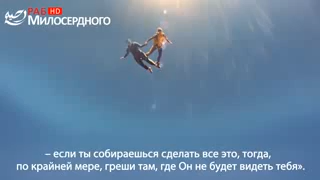 РАБ HD
Милосердного
– если ты собираешься сделать все это, тогда,
по крайней мере, греши там, где Он не будет видеть тебя».